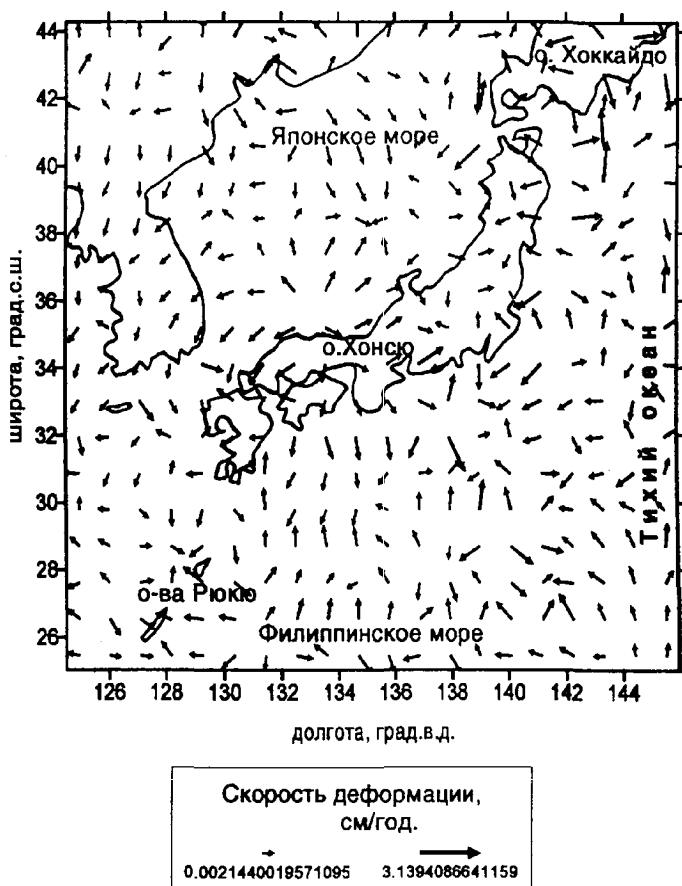 44
42
40
38
36
34
32
30
28
26
широта, град.с.ш.
о. Хоккайдо
Японское море
о.Хонсю
Тихий океан
о-ва Рюкю
Филиппинское море
126 128 130 132 134 136 138 140 142 144
долгота, град.в.д.
Скорость деформации,
см/год.
0.0021440019571095 3.1394086641159